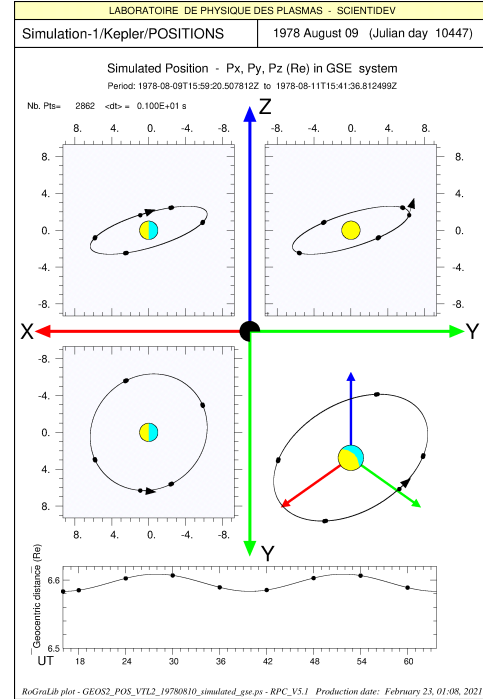 LABORATOIRE DE PHYSIQUE DES PLASMAS - SCIENTIDEV
Simulation-1/Kepler/POSITIONS
1978 August 09 (Julian day 10447)
Simulated Position - Px, Py, Pz (Re) in GSE system
Period: 1978-08-09T15:59:20.507812Z to 1978-08-11T15:41:36.812499Z
Nb. Pts= 2862 <dt> = 0.100E+01 s
Z
8. 4. 0. -4. -8.
-8. -4. 0. 4. 8.
8. 8.
4. 4.
0. 0.
-4. -4.
-8. -8.
X Y
-8.
-4.
0.
4.
8.
8. 4. 0. -4. -8.
Y
Geocentric distance (Re)
6.6
6.5
UT 18 24 30 36 42 48 54 60
RoGraLib plot - GEOS2_POS_VTL2_19780810_simulated_gse.ps - RPC_V5.1 Production date: February 23, 01:08, 2021